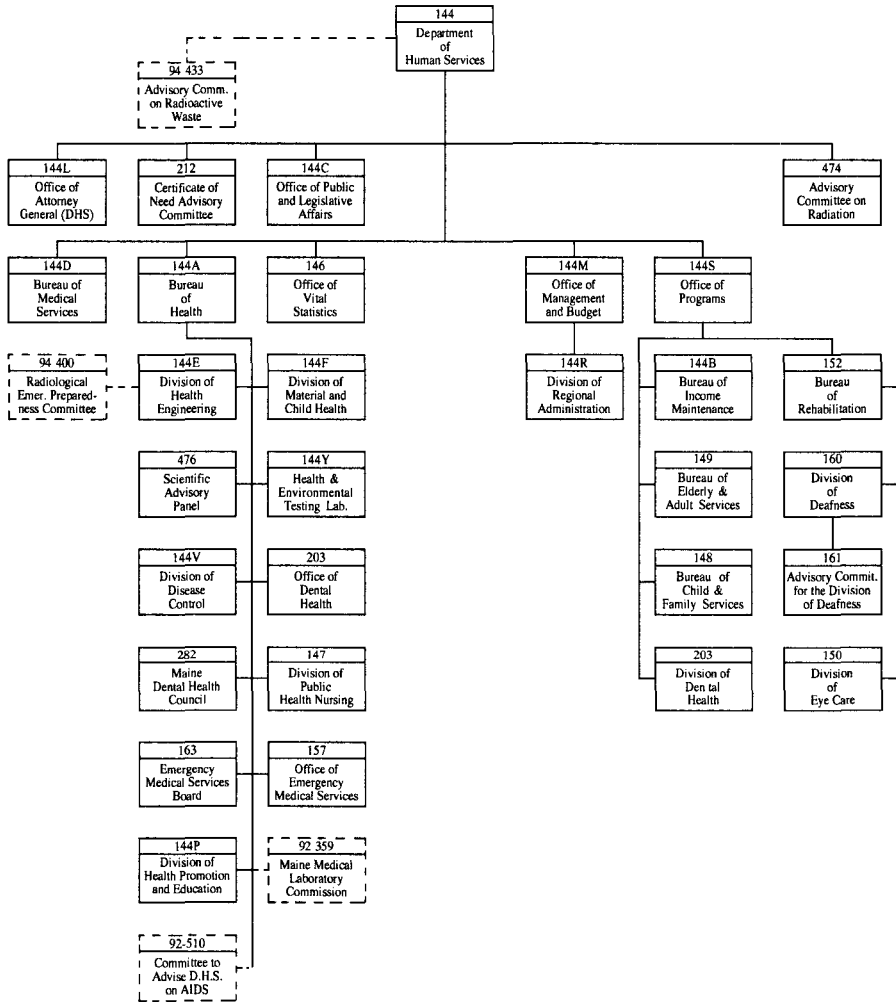 144
Department
of
Human Services
94 433
Advisory Comm.
on Radioactive
Waste
144L
Office of
Attorney
General (DHS)
212
Certificate of
Need Advisory
Committee
144C
Office of Public
and Legislative
Affairs
474
Advisory
Committee on
Radiation
144D
Bureau of
Medical
Services
144A
Bureau
of
Health
146
Office of
Vital
Statistics
144M
Office of
Management
and Budget
144S
Office of
Programs
94 400
Radiological
Emer. Prepared-
ness Committee
144E
Division of
Health
Engineering
144F
Division of
Material and
Child Health
144R
Division of
Regional
Administration
144B
Bureau of
Income
Maintenance
152
Bureau
of
Rehabilitation
476
Scientific
Advisory
Panel
144Y
Health &
Environmental
Testing Lab.
149
Bureau of
Elderly &
Adult Services
160
Division
of
Deafness
144V
Division of
Disease
Control
203
Office of
Dental
Health
148
Bureau of
Child &
Family Services
161
Advisory Commit.
for the Division
of Deafness
282
Maine
Dental Health
Council
147
Division of
Public
Health Nursing
203
Division of
Dental
Health
150
Division
of
Eye Care
163
Emergency
Medical Services
Board
157
Office of
Emergency
Medical Services
144P
Division of
Health Promotion
and Education
92 359
Maine Medical
Laboratory
Commission
92-510
Committee to
Advise D.H.S.
on AIDS